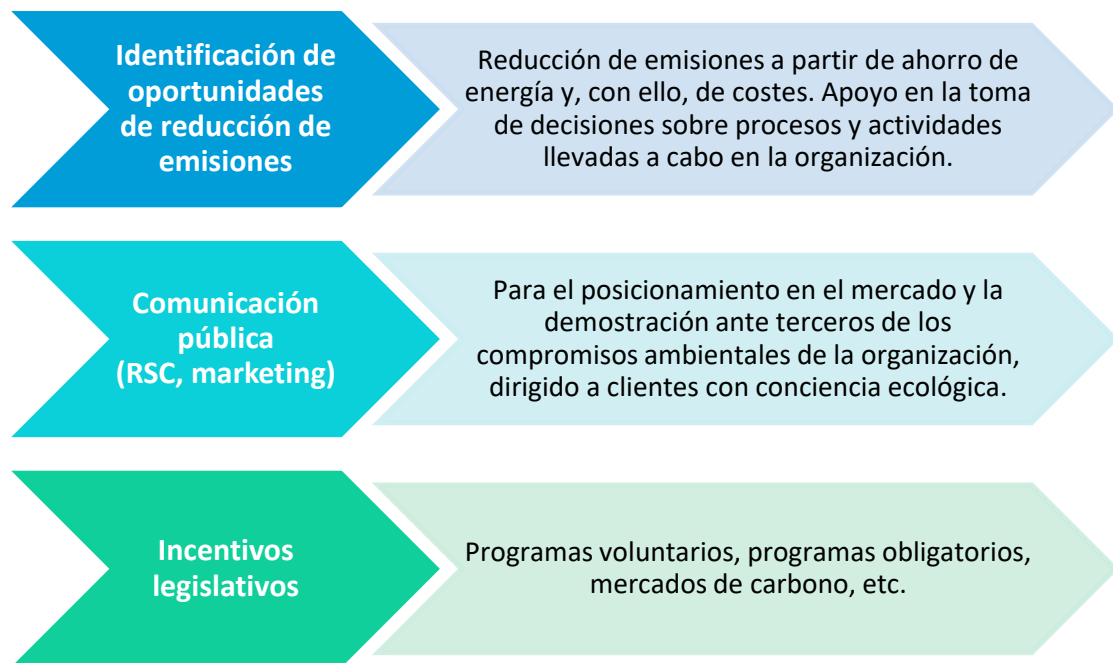 Identificación de
oportunidades
de reducción de
emisiones
Reducción de emisiones a partir de ahorro de
energía y, con ello, de costes. Apoyo en la toma
de decisiones sobre procesos y actividades
llevadas a cabo en la organización.
Comunicación
pública
(RSC, marketing)
Para el posicionamiento en el mercado y la
demostración ante terceros de los
compromisos ambientales de la organización,
dirigido a clientes con conciencia ecológica.
Incentivos
legislativos
Programas voluntarios, programas obligatorios,
mercados de carbono, etc.